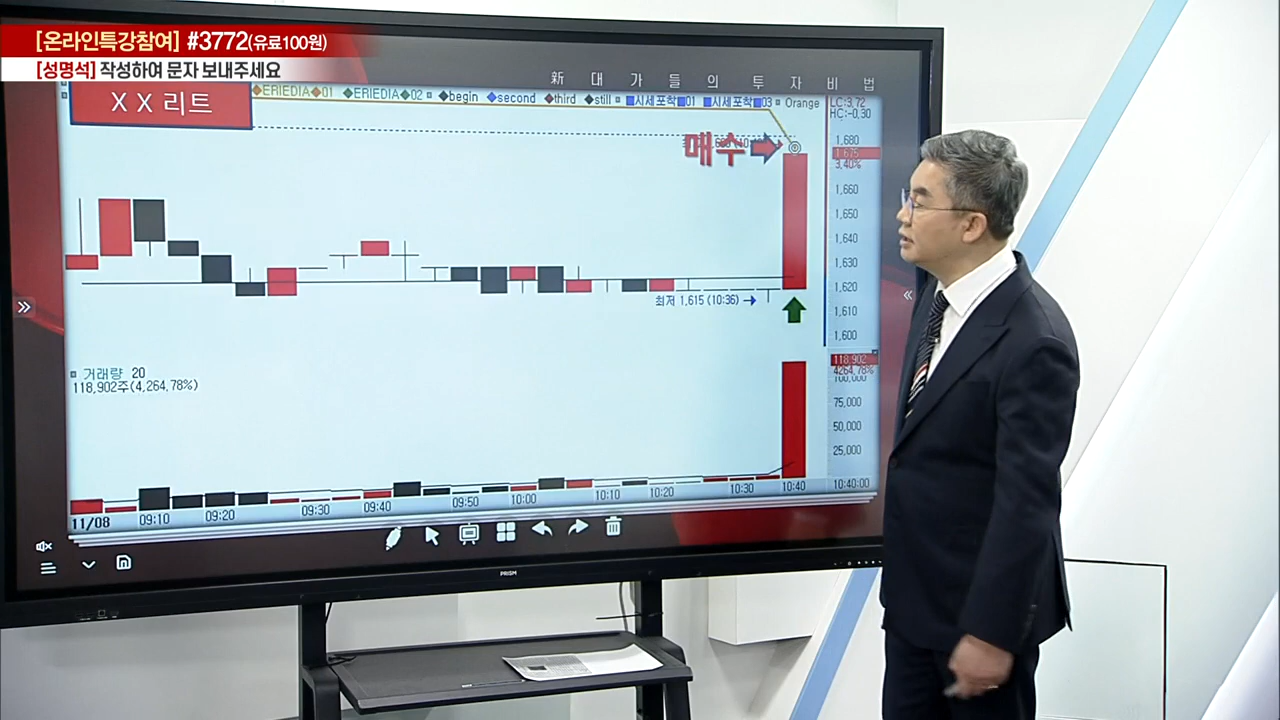 [온라인특강참여] #3772(유료100원)
[성명석] 작성하여 문자 보내주세요
新 대 가 들 의 투 자 비 법
X X 리트
ERIEDIA 01 ERIEDIA 02 begin second third still 시세포착 01 시세포착 03 Orange
LC:3.72
HC:-0.30
매수
1,680
1,675
3.40%
1,660
1,650
1,640
1,630
1,620
1,610
1,600
최저 1,615 (10:36)
거래량 20
118,902주(4,264.78%)
118,902
4264.78%
100,000
75,000
50,000
25,000
11/08 09:10 09:20 09:30 09:40 09:50 10:00 10:10 10:20 10:30 10:40 10:40:00
PRISM